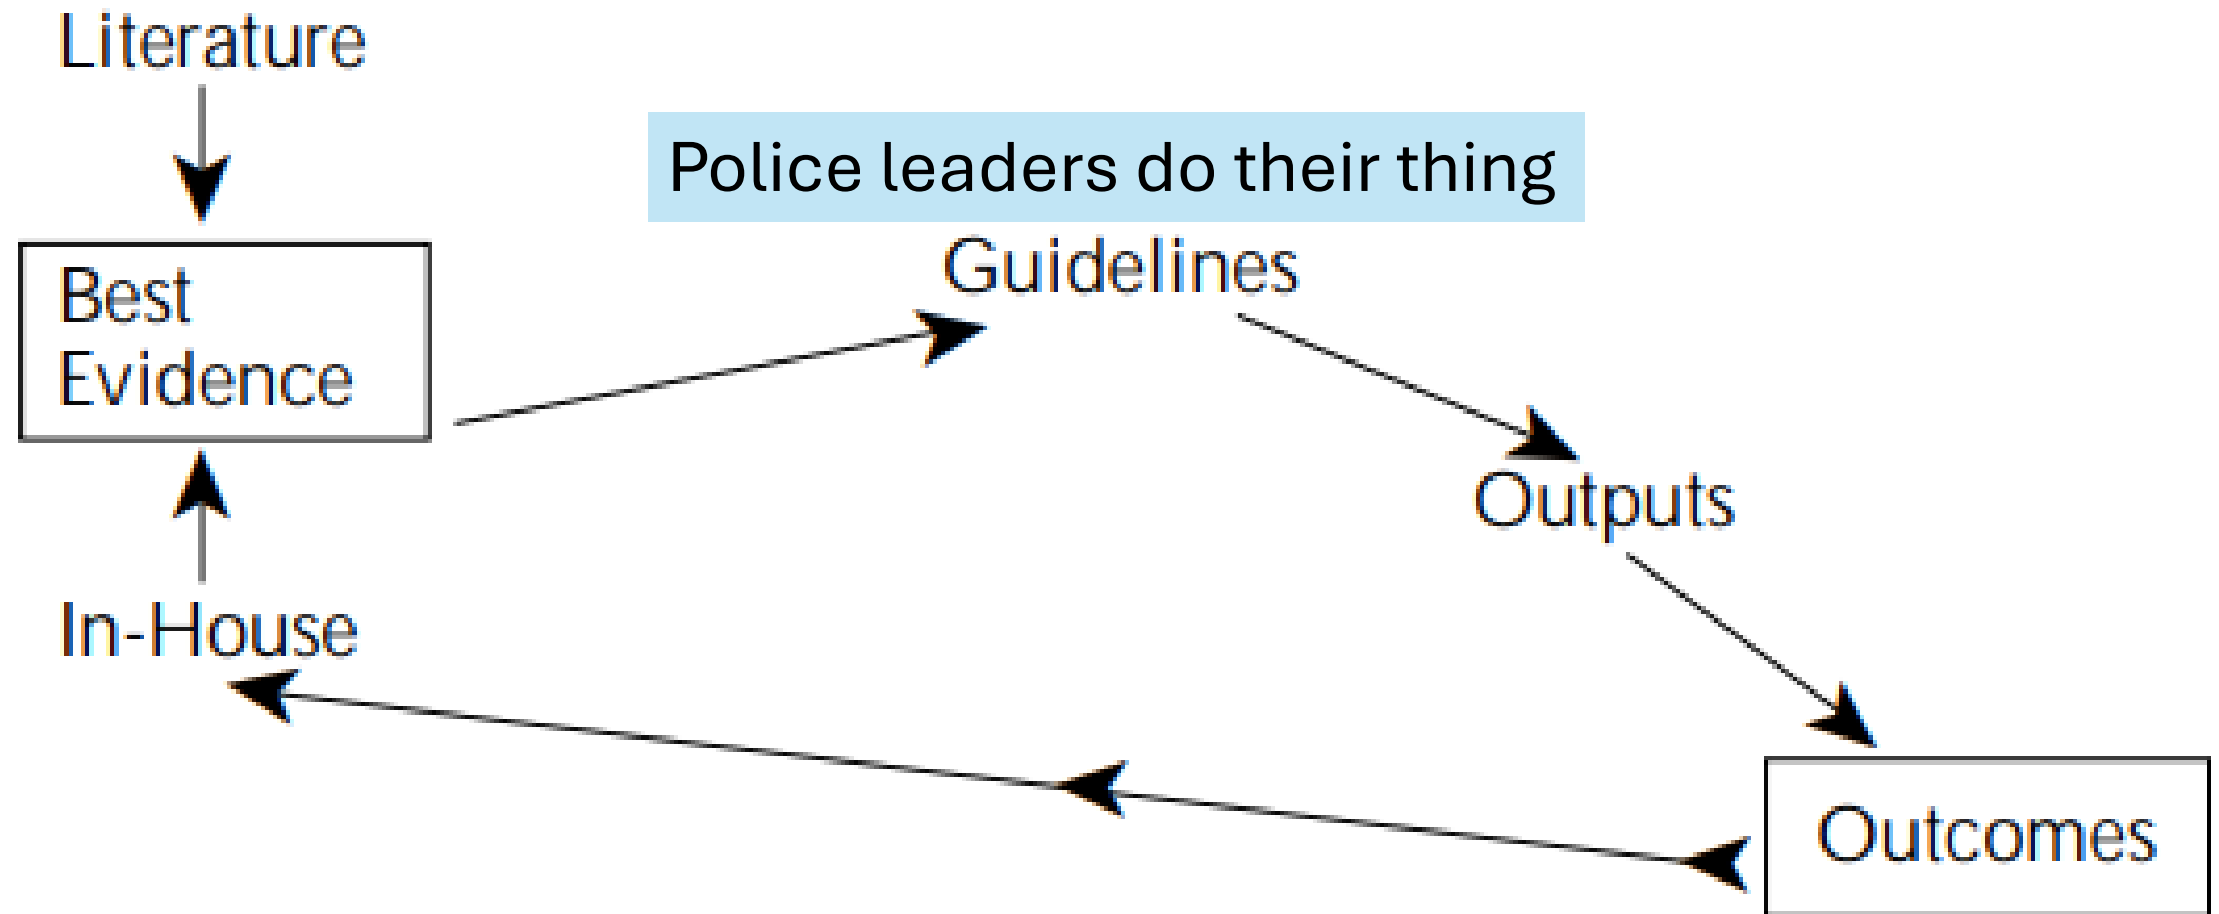 Literature
Police leaders do their thing
Best
Evidence
Guidelines
Outputs
In-House
Outcomes